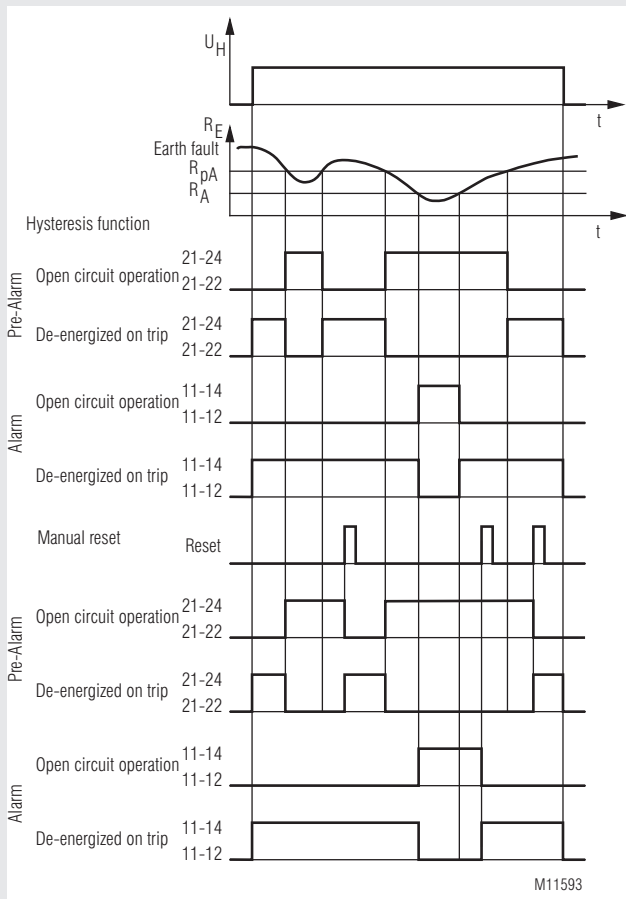 U H
t
R E
Earth fault
R pA
R A
t
Hysteresis function
Pre-Alarm
Open circuit operation 21-24
21-22
De-energized on trip 21-24
21-22
Alarm
Open circuit operation 11-14
11-12
De-energized on trip 11-14
11-12
Manual reset Reset
Pre-Alarm
Open circuit operation 21-24
21-22
De-energized on trip 21-24
21-22
Alarm
Open circuit operation 11-14
11-12
De-energized on trip 11-14
11-12
M11593